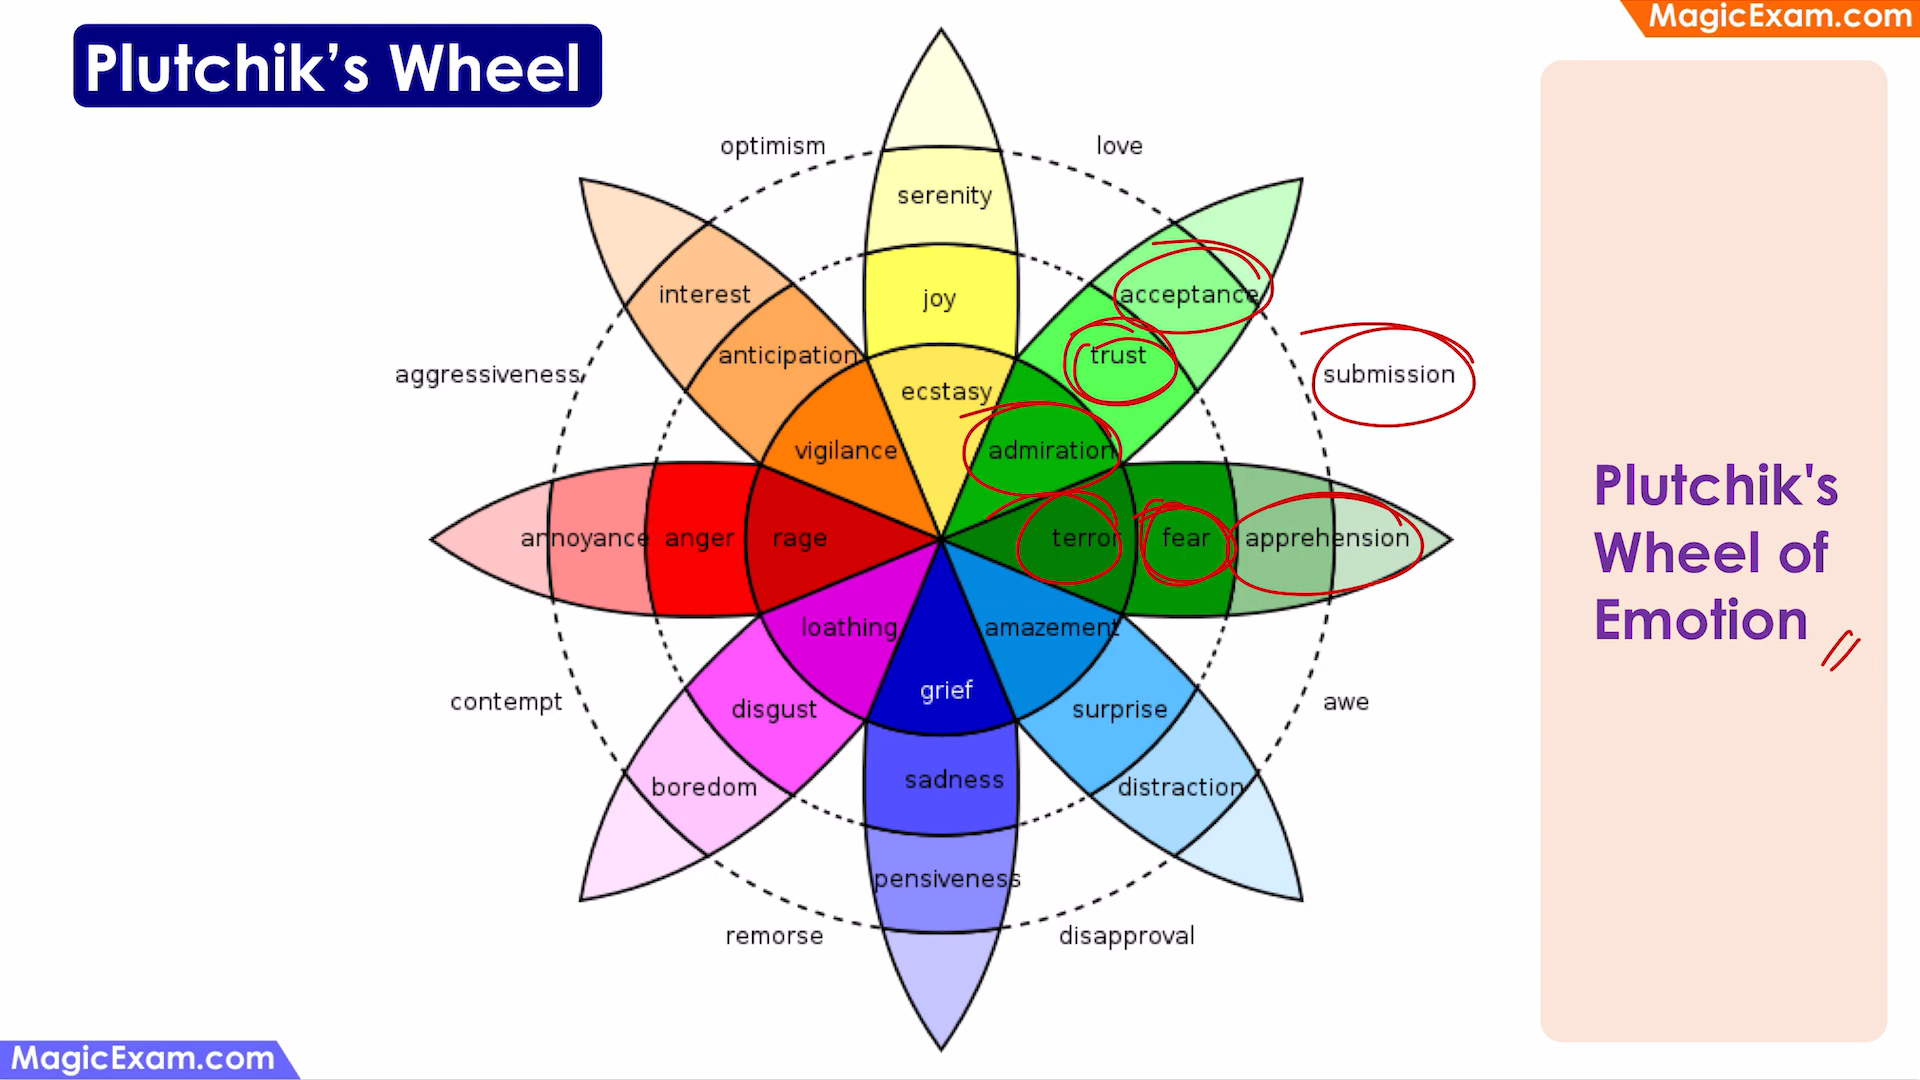 MagicExam.com
Plutchik’s Wheel
optimism
love
serenity
interest
joy
acceptance
anticipation
trust
aggressiveness
submission
ecstasy
vigilance
admiration
annoyance
anger
rage
terror
fear
apprehension
loathing
amazement
grief
disgust
surprise
contempt
awe
sadness
boredom
distraction
pensiveness
remorse
disapproval
Plutchik's
Wheel of
Emotion
MagicExam.com